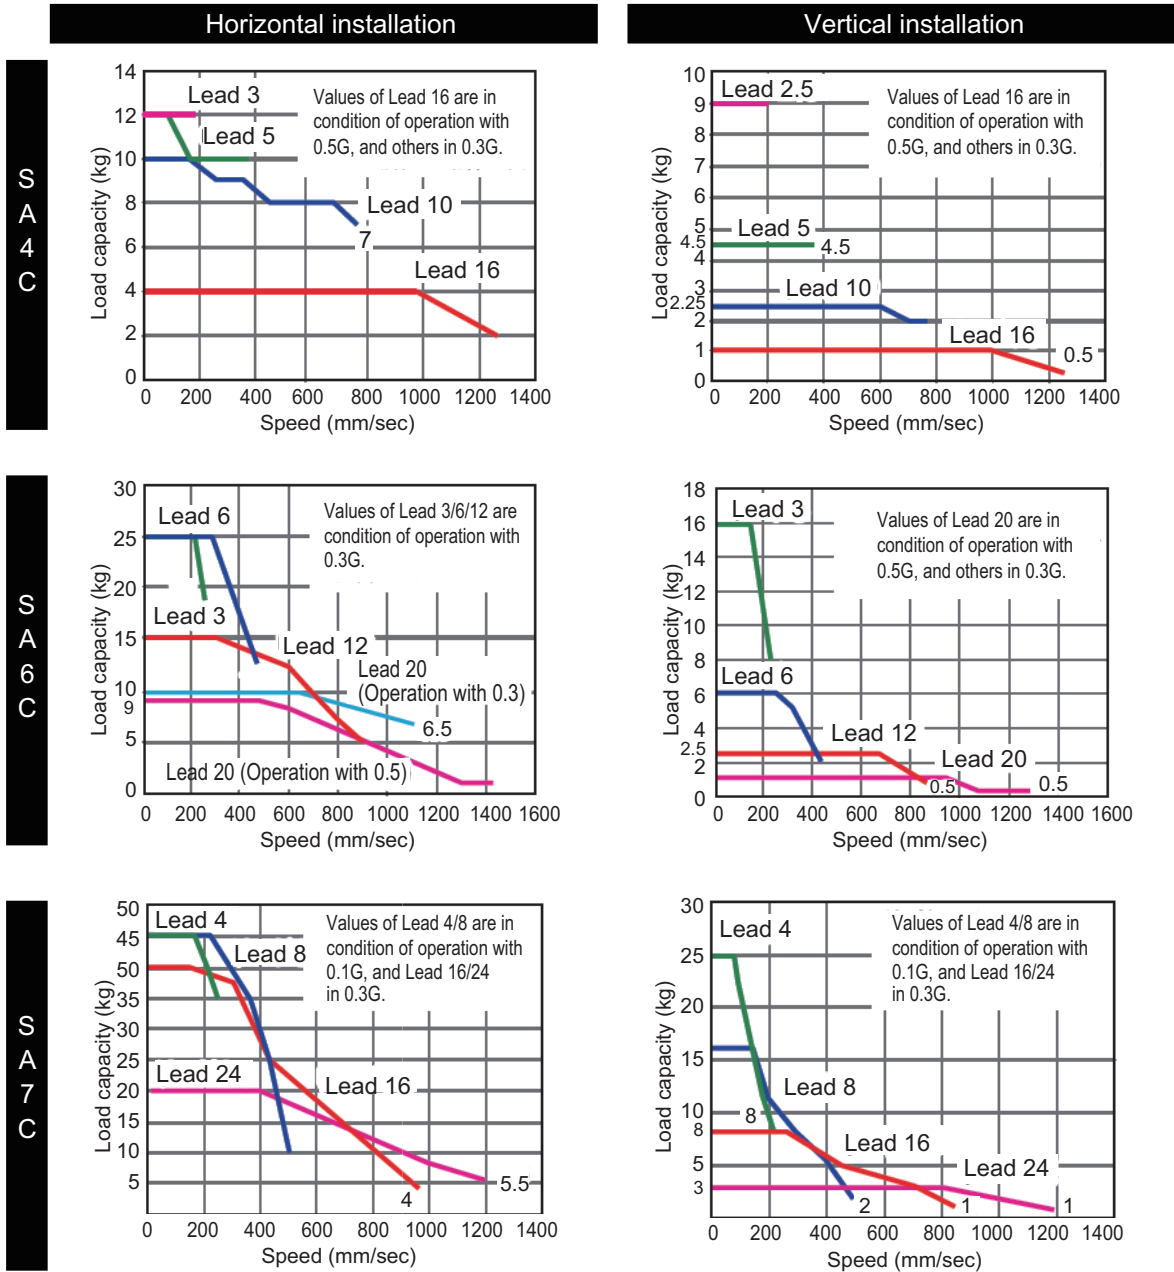 Horizontal installation
Vertical installation
S
A
4
C
14
12
10
8
6
4
2
0
Load capacity (kg)
Lead 3
Lead 5
Values of Lead 16 are in
condition of operation with
0.5G, and others in 0.3G.
Lead 10
7
Lead 16
0 200 400 600 800 1000 1200 1400
Speed (mm/sec)
10
9
8
7
6
5
4.5
4
3
2.25
2
1
0
Load capacity (kg)
Lead 2.5
Values of Lead 16 are in
condition of operation with
0.5G, and others in 0.3G.
Lead 5
4.5
Lead 10
Lead 16
0.5
0 200 400 600 800 1000 1200 1400
Speed (mm/sec)
S
A
6
C
30
25
20
15
10
9
5
0
Load capacity (kg)
Lead 6
Values of Lead 3/6/12 are
condition of operation with
0.3G.
Lead 3
Lead 12
Lead 20
(Operation with 0.3)
6.5
Lead 20 (Operation with 0.5)
0 200 400 600 800 1000 1200 1400 1600
Speed (mm/sec)
18
16
14
12
10
8
6
4
2.5
2
0
Load capacity (kg)
Lead 3
Values of Lead 20 are in
condition of operation with
0.5G, and others in 0.3G.
Lead 6
Lead 12
Lead 20
0.5
0.5
0 200 400 600 800 1000 1200 1400 1600
Speed (mm/sec)
S
A
7
C
50
45
50
35
30
25
20
15
10
5
Load capacity (kg)
Lead 4
Lead 8
Values of Lead 4/8 are in
condition of operation with
0.1G, and Lead 16/24
in 0.3G.
Lead 24
Lead 16
5.5
4
0 200 400 600 800 1000 1200 1400
Speed (mm/sec)
30
25
20
15
10
8
5
3
Load capacity (kg)
Lead 4
Values of Lead 4/8 are in
condition of operation with
0.1G, and Lead 16/24
in 0.3G.
Lead 8
8
Lead 16
Lead 24
2
1
1
0 200 400 600 800 1000 1200 1400
Speed (mm/sec)